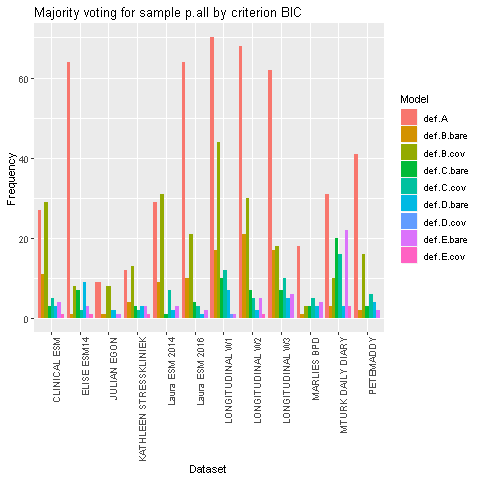 Majority voting for sample p.all by criterion BIC
Frequency
60
40
20
0
CLINICAL ESM
ELISE ESM14
JULIAN EGON
KATHLEEN STRESSKLINIEK
Laura ESM 2014
Laura ESM 2016
LONGITUDINAL W1
LONGITUDINAL W2
LONGITUDINAL W3
MARLIES BPD
MTURK DAILY DIARY
PETEMADDY
Dataset
Model
def.A
def.B.bare
def.B.cov
def.C.bare
def.C.cov
def.D.bare
def.D.cov
def.E.bare
def.E.cov